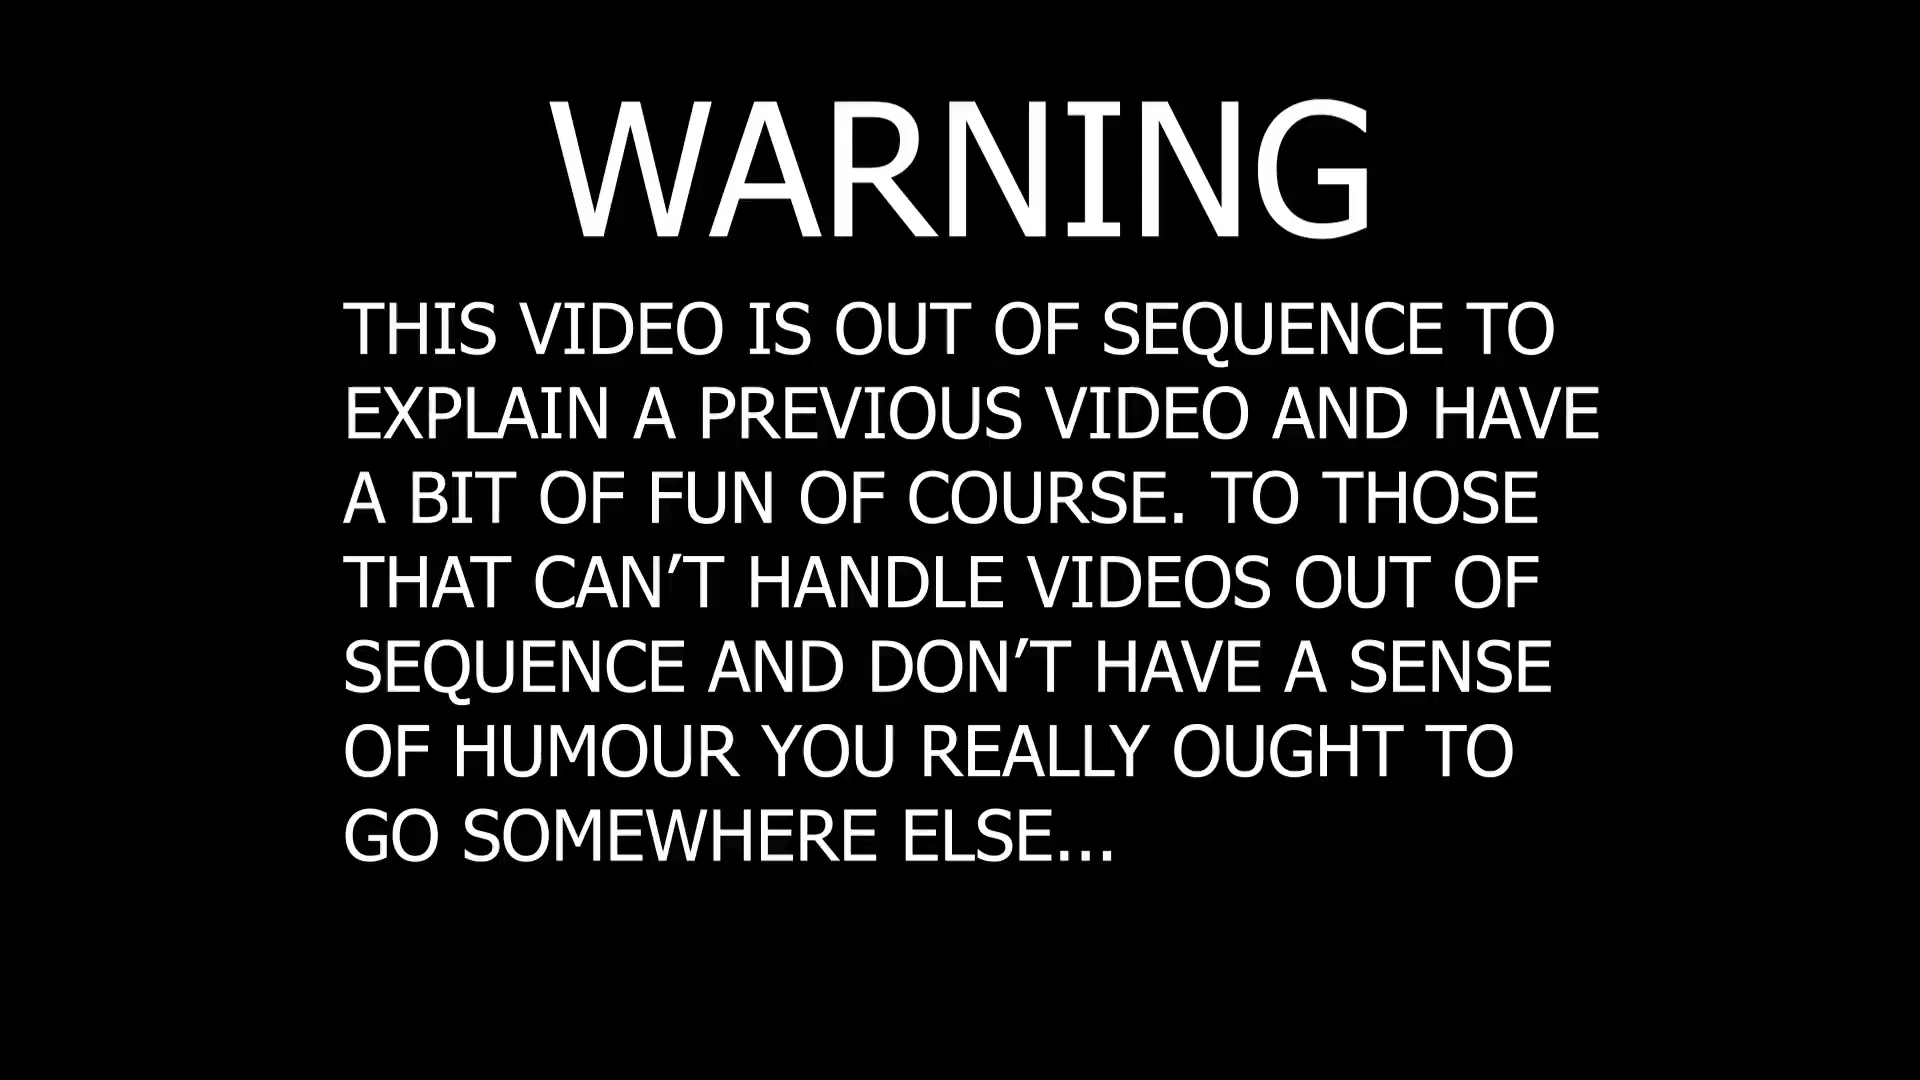 WARNING
THIS VIDEO IS OUT OF SEQUENCE TO
EXPLAIN A PREVIOUS VIDEO AND HAVE
A BIT OF FUN OF COURSE. TO THOSE
THAT CAN’T HANDLE VIDEOS OUT OF
SEQUENCE AND DON’T HAVE A SENSE
OF HUMOUR YOU REALLY OUGHT TO
GO SOMEWHERE ELSE...